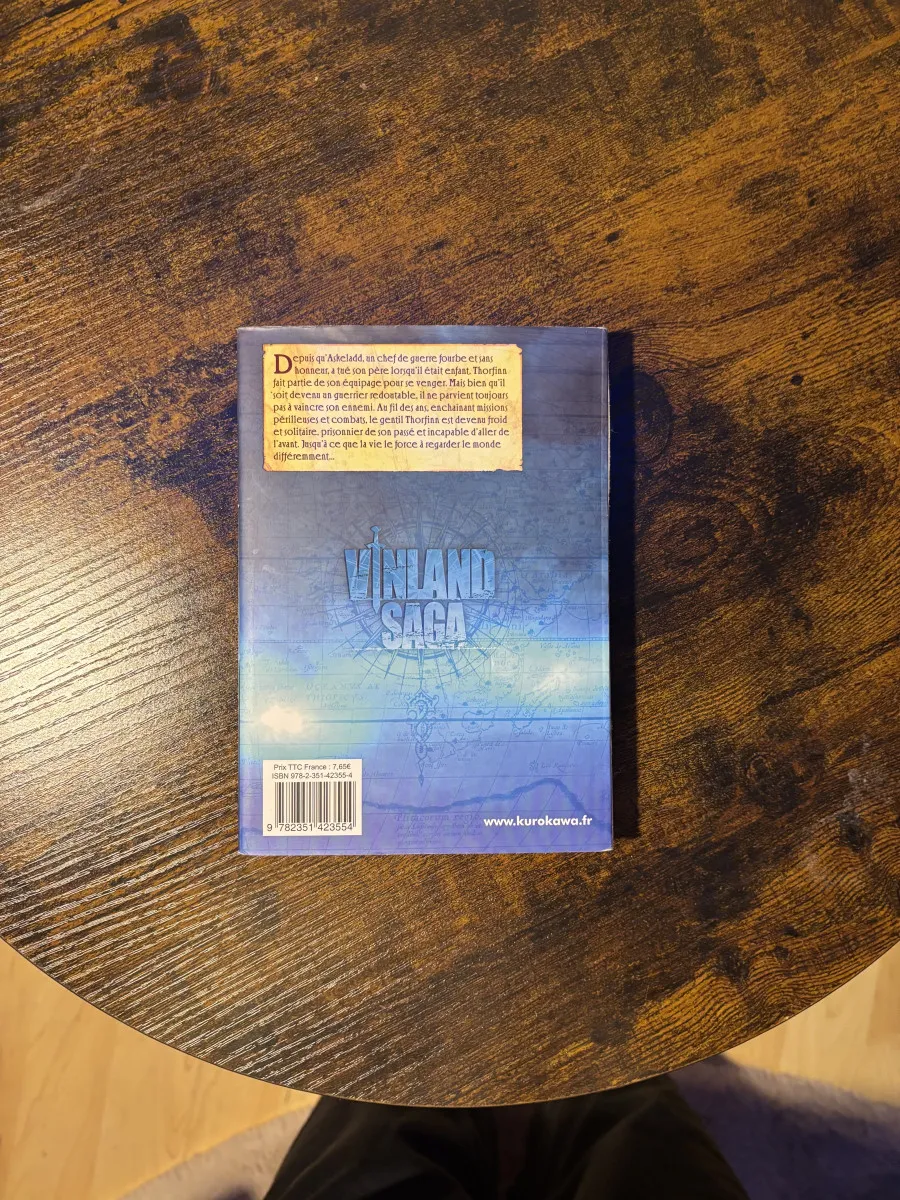 Depuis qu'Askeladd, un chef de guerre fourbe et sans
honneur, a tué son père lorsqu'il était enfant, Thorfinn
fait partie de son équipage pour se venger. Mais bien qu'il
soit devenu un guerrier redoutable, il ne parvient toujours
pas à vaincre son ennemi. Au fil des ans, enchainant missions
périlleuses et combats, le gentil Thorfinn est devenu froid
et solitaire, prisonnier de son passé et incapable d'aller de
l'avant. Jusqu'à ce que la vie le force à regarder le monde
différemment...
VINLAND
SAGA
Prix TTC France : 7,65€
ISBN 978-2-351-42355-4
9 782351 423554
www.kurokawa.fr